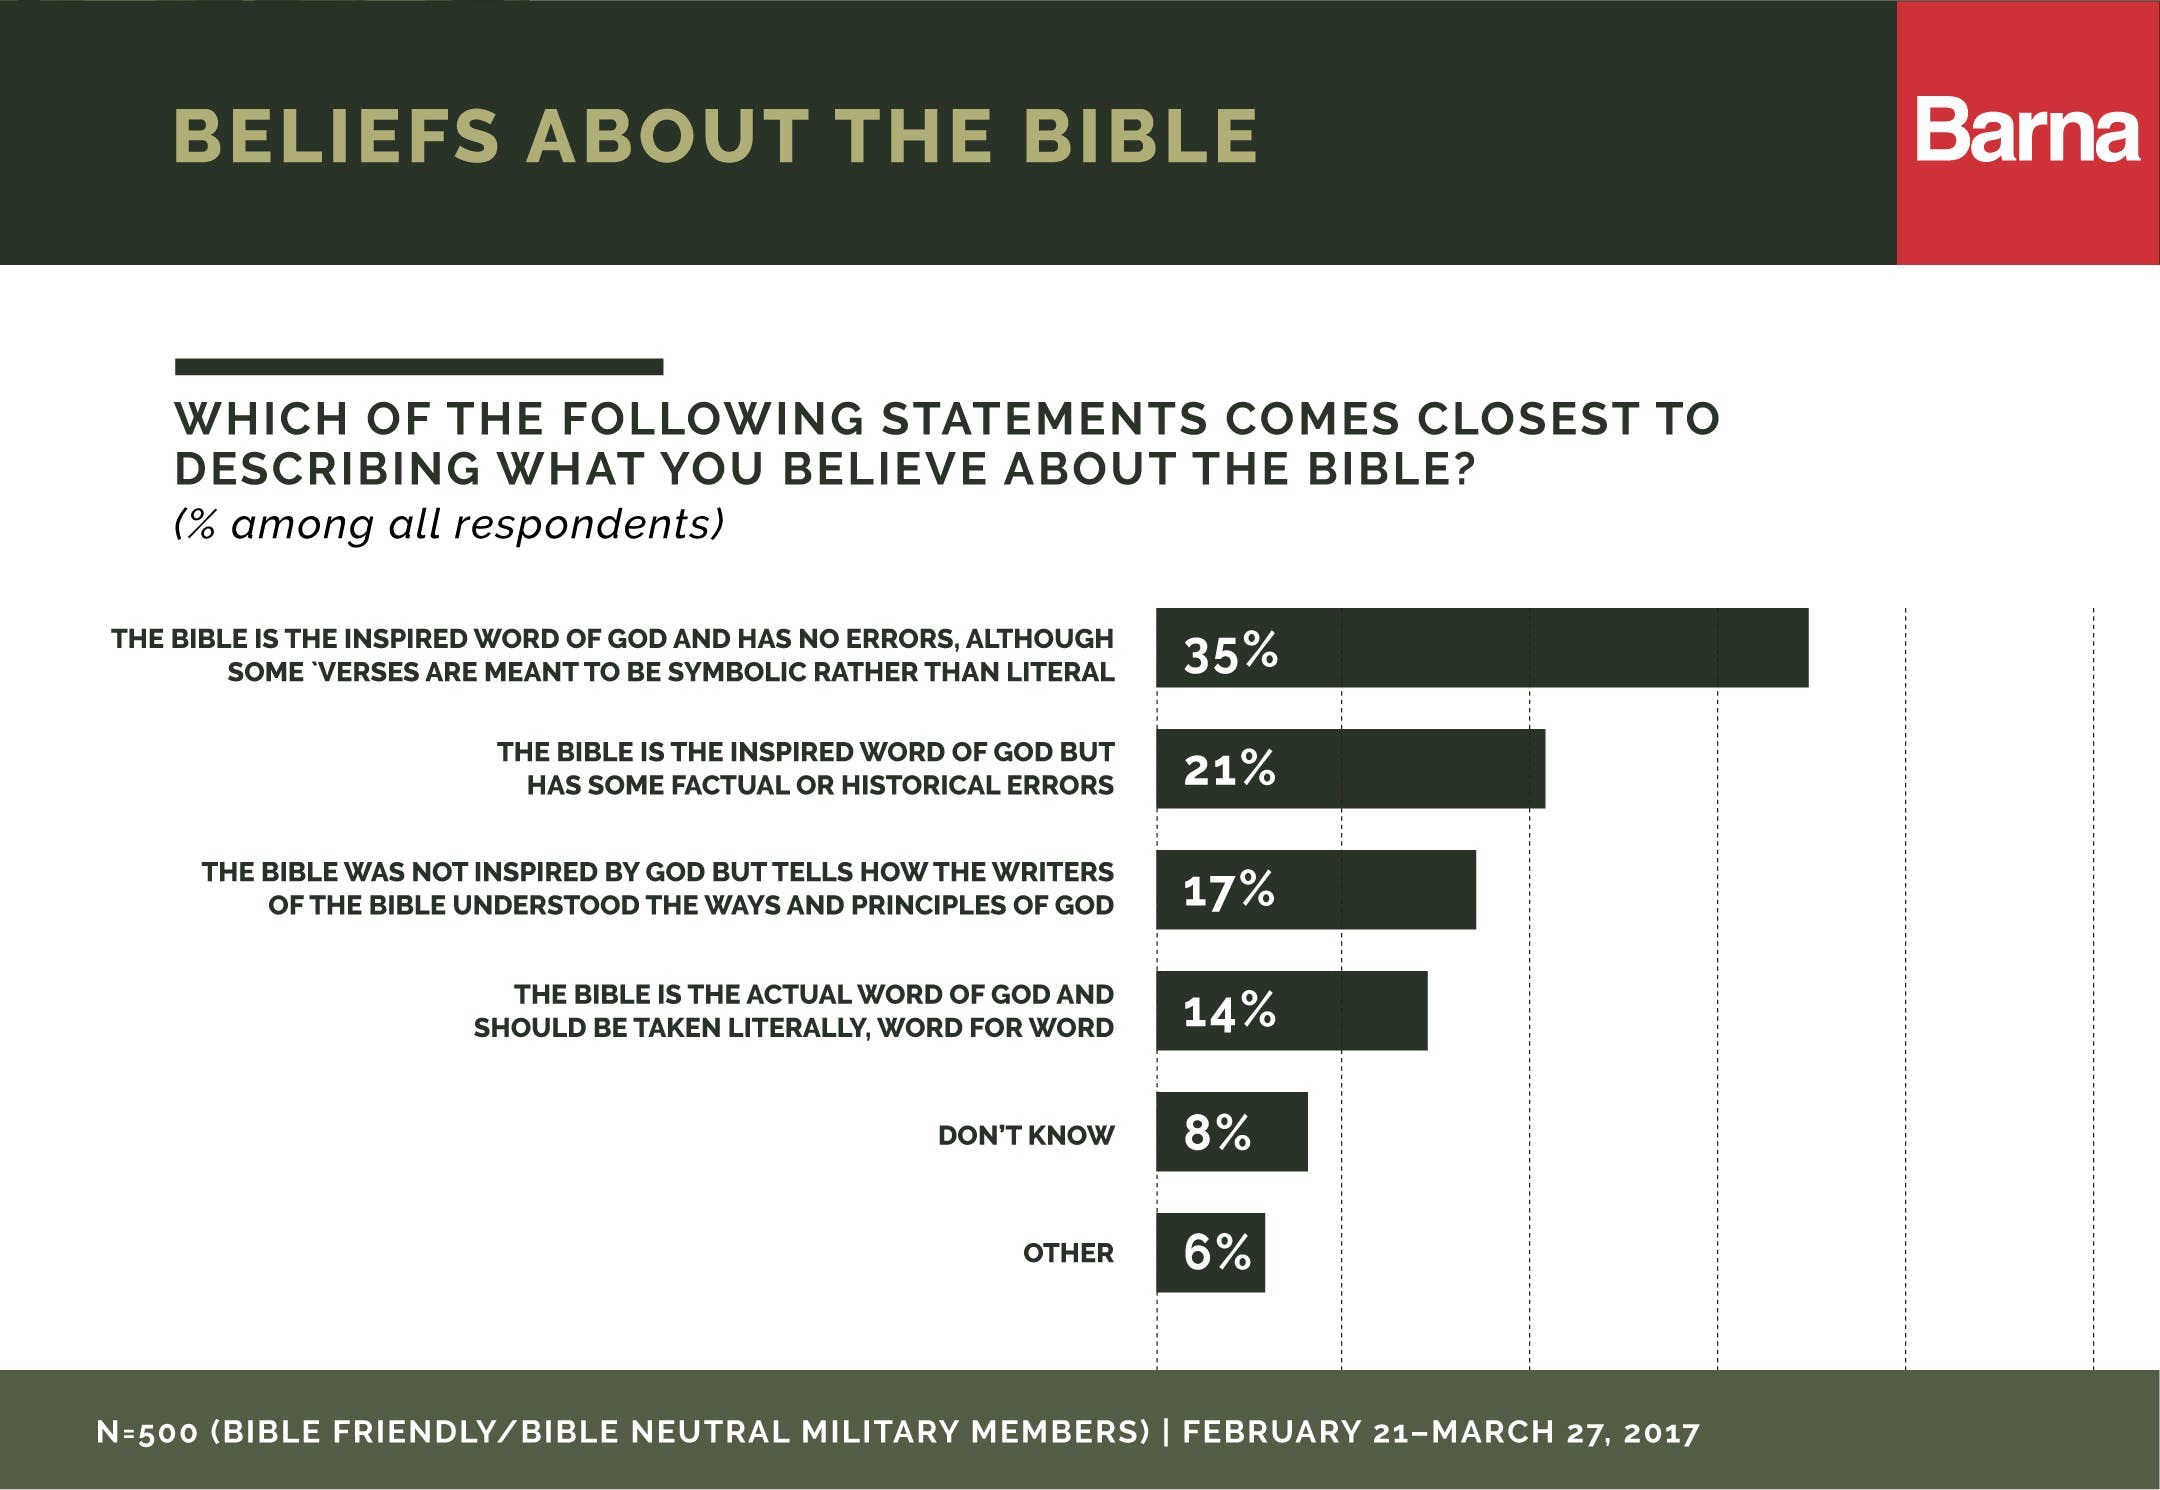 BELIEFS ABOUT THE BIBLE
Barna
WHICH OF THE FOLLOWING STATEMENTS COMES CLOSEST TO
DESCRIBING WHAT YOU BELIEVE ABOUT THE BIBLE?
(% among all respondents)
THE BIBLE IS THE INSPIRED WORD OF GOD AND HAS NO ERRORS, ALTHOUGH
SOME `VERSES ARE MEANT TO BE SYMBOLIC RATHER THAN LITERAL
35%
THE BIBLE IS THE INSPIRED WORD OF GOD BUT
HAS SOME FACTUAL OR HISTORICAL ERRORS
21%
THE BIBLE WAS NOT INSPIRED BY GOD BUT TELLS HOW THE WRITERS
OF THE BIBLE UNDERSTOOD THE WAYS AND PRINCIPLES OF GOD
17%
THE BIBLE IS THE ACTUAL WORD OF GOD AND
SHOULD BE TAKEN LITERALLY, WORD FOR WORD
14%
DON’T KNOW
8%
OTHER
6%
N=500 (BIBLE FRIENDLY/BIBLE NEUTRAL MILITARY MEMBERS) | FEBRUARY 21–MARCH 27, 2017